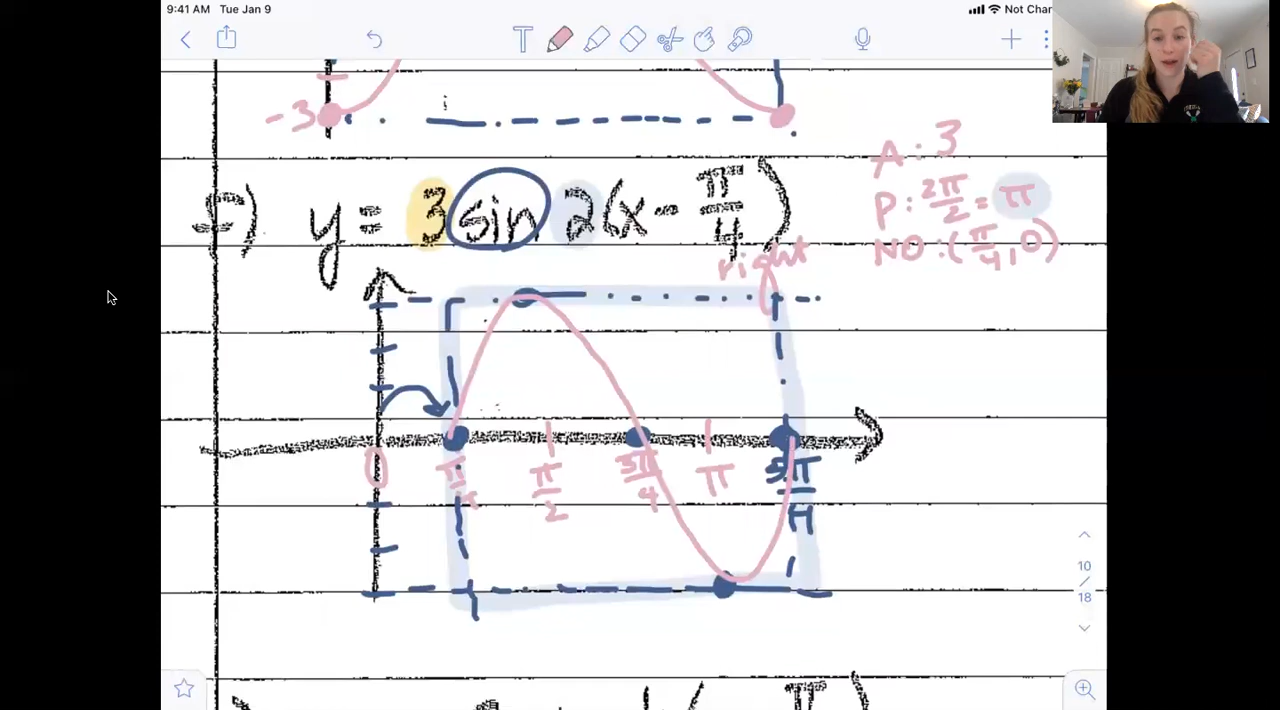 9:41 AM Tue Jan 9
Not Char
-3
A: 3
F) y = 3 sin 2(x - π/4)
P: 2π/2 = π
NO: (π/4, 0)
right
0 π/4 π/2 3π/4 π 5π/4
10
/
18